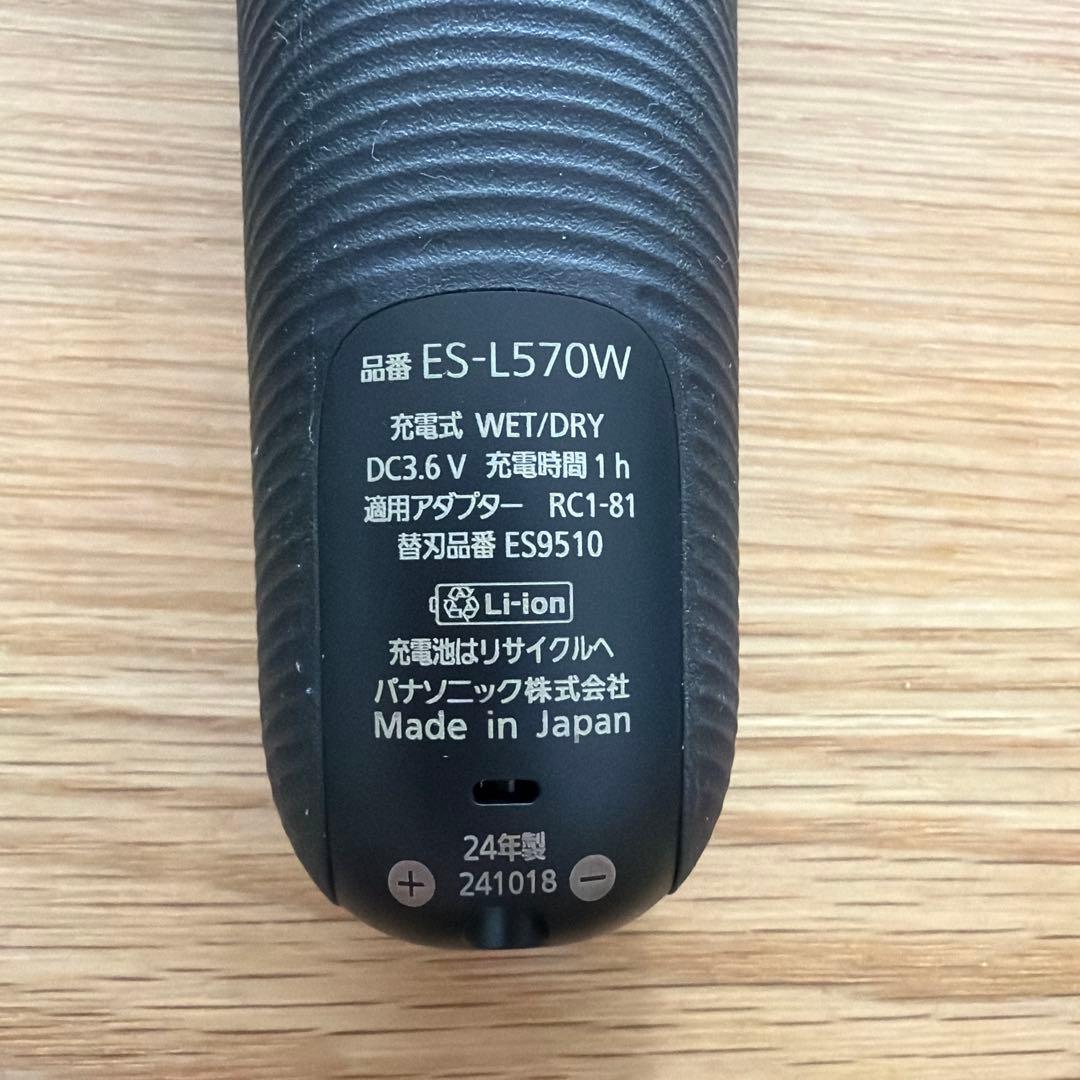 品番 ES-L570W
充電式 WET/DRY
DC3.6 V 充電時間 1 h
適用アダプター RC1-81
替刃品番 ES9510
Li-ion
充電池はリサイクルへ
パナソニック株式会社
Made in Japan
24年製
+ 241018 −